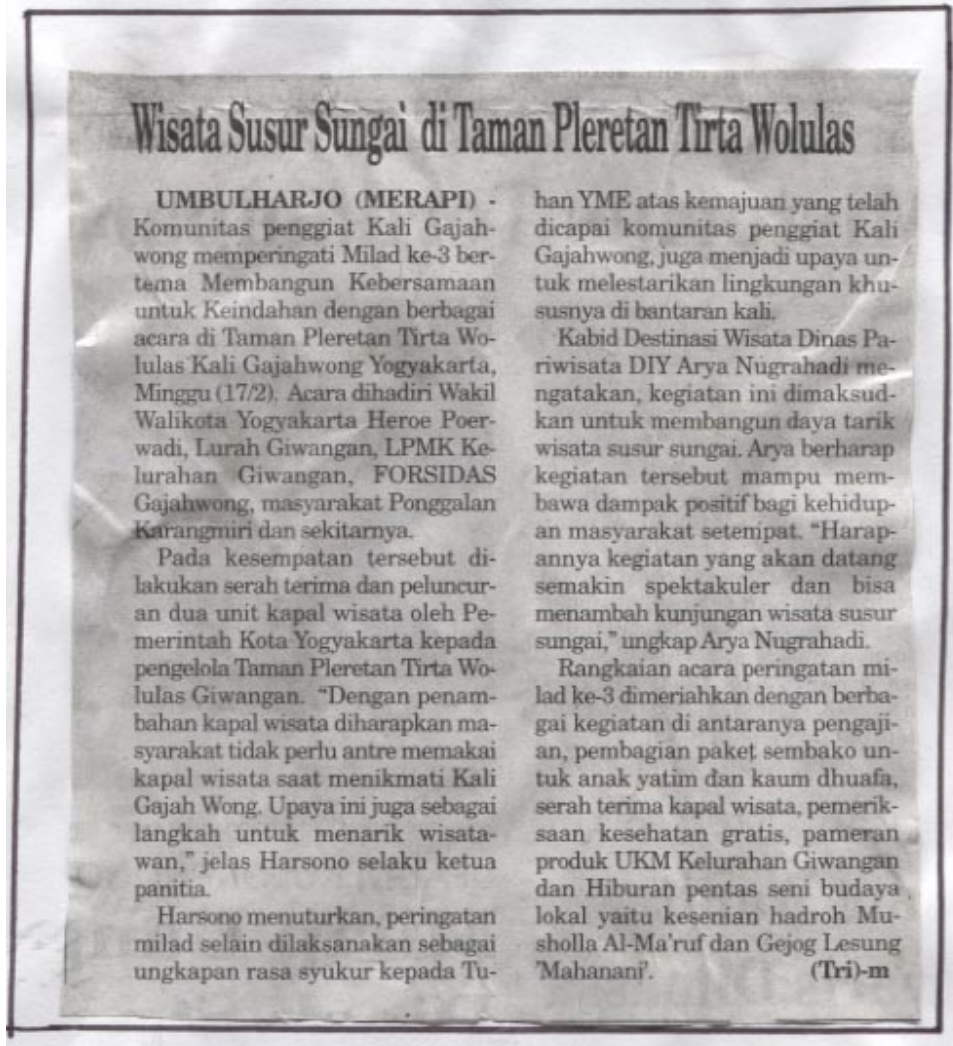 Wisata Susur Sungai di Taman Pleretan Tirta Wolulas
UMBULHARJO (MERAPI) -
Komunitas penggiat Kali Gajah-
wong memperingati Milad ke-3 ber-
tema Membangun Kebersamaan
untuk Keindahan dengan berbagai
acara di Taman Pleretan Tirta Wo-
lulas Kali Gajahwong Yogyakarta,
Minggu (17/2). Acara dihadiri Wakil
Walikota Yogyakarta Heroe Poer-
wadi, Lurah Giwangan, LPMK Ke-
lurahan Giwangan, FORSIDAS
Gajahwong, masyarakat Ponggalan
Karangmiri dan sekitarnya.
Pada kesempatan tersebut di-
lakukan serah terima dan peluncur-
an dua unit kapal wisata oleh Pe-
merintah Kota Yogyakarta kepada
pengelola Taman Pleretan Tirta Wo-
lulas Giwangan. “Dengan penam-
bahan kapal wisata diharapkan ma-
syarakat tidak perlu antre memakai
kapal wisata saat menikmati Kali
Gajah Wong. Upaya ini juga sebagai
langkah untuk menarik wisata-
wan,” jelas Harsono selaku ketua
panitia.
Harsono menuturkan, peringatan
milad selain dilaksanakan sebagai
ungkapan rasa syukur kepada Tu-
han YME atas kemajuan yang telah
dicapai komunitas penggiat Kali
Gajahwong, juga menjadi upaya un-
tuk melestarikan lingkungan khu-
susnya di bantaran kali.
Kabid Destinasi Wisata Dinas Pa-
riwisata DIY Arya Nugrahadi me-
ngatakan, kegiatan ini dimaksud-
kan untuk membangun daya tarik
wisata susur sungai. Arya berharap
kegiatan tersebut mampu mem-
bawa dampak positif bagi kehidup-
an masyarakat setempat. “Harap-
annya kegiatan yang akan datang
semakin spektakuler dan bisa
menambah kunjungan wisata susur
sungai,” ungkap Arya Nugrahadi.
Rangkaian acara peringatan mi-
lad ke-3 dimeriahkan dengan berba-
gai kegiatan di antaranya pengaji-
an, pembagian paket sembako un-
tuk anak yatim dan kaum dhuafa,
serah terima kapal wisata, pemerik-
saan kesehatan gratis, pameran
produk UKM Kelurahan Giwangan
dan Hiburan pentas seni budaya
lokal yaitu kesenian hadroh Mu-
sholla Al-Ma'ruf dan Gejog Lesung
'Mahanani'. (Tri)-m